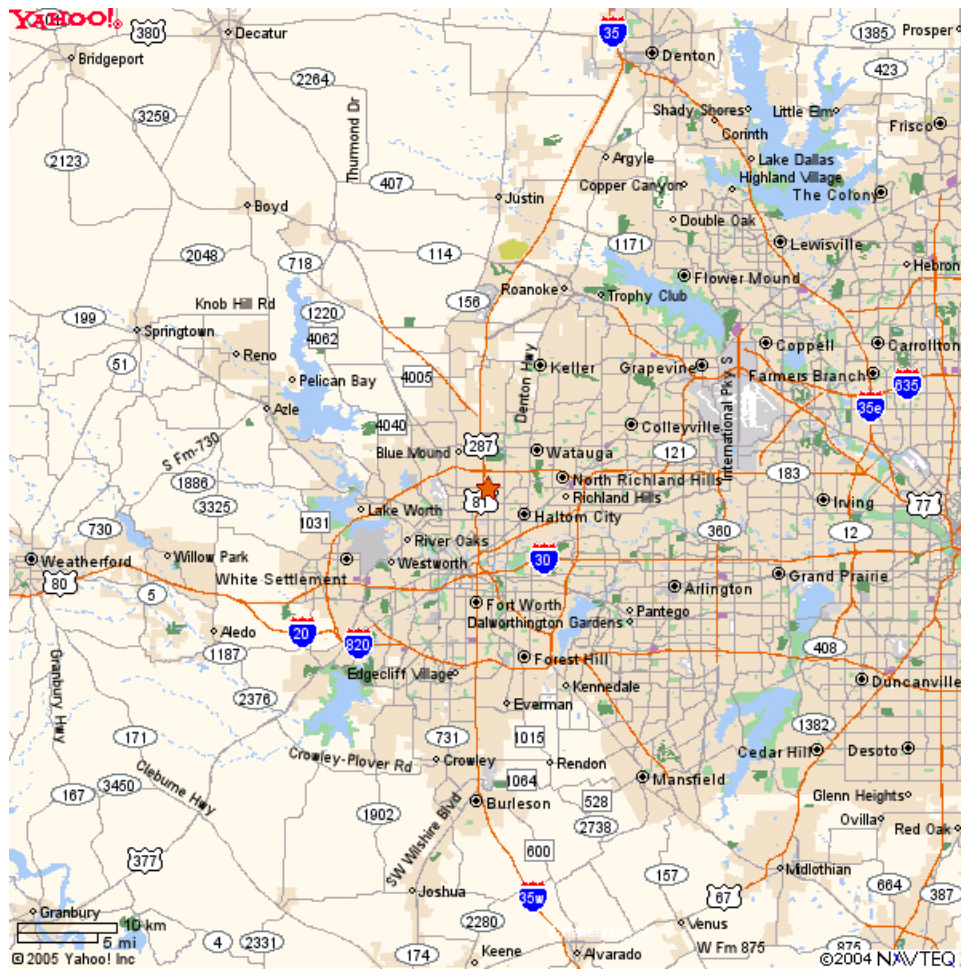 YAHOO!
380
Decatur
35
1385
Prosper
Bridgeport
Denton
423
2264
3259
Thurmond Dr
Shady Shores
Little Elm
Corinth
Frisco
2123
Argyle
Lake Dallas
Highland Village
407
Copper Canyon
The Colony
Boyd
Justin
Double Oak
2048
114
1171
Lewisville
718
Hebron
Flower Mound
Roanoke
Trophy Club
Knob Hill Rd
156
1220
199
Springtown
4062
Denton Hwy
International Pkwy S
Coppell
Carrollton
51
Reno
Keller
Grapevine
Farmers Branch
635
Pelican Bay
4005
35e
Azle
4040
Colleyville
S Fm-730
287
Blue Mound
Watauga
121
1886
North Richland Hills
183
Richland Hills
3325
81
Irving
77
1031
Lake Worth
Haltom City
730
360
12
River Oaks
Willow Park
Weatherford
Westworth
30
80
White Settlement
Grand Prairie
5
Arlington
Fort Worth
Pantego
Dalworthington Gardens
Aledo
20
820
1187
408
Forest Hill
Edgecliff Village
Duncanville
Granbury Hwy
2376
Kennedale
Everman
1382
171
731
1015
Cedar Hill
Desoto
Crowley-Plover Rd
Crowley
Rendon
Cleburne Hwy
1064
Mansfield
3450
167
Glenn Heights
528
Burleson
1902
SW Wilshire Blvd
2738
Ovilla
Red Oak
600
377
157
Midlothian
664
Joshua
35w
67
387
Granbury
10 km
2280
Venus
5 mi
4
2331
174
Keene
Alvarado
W Fm 875
875
© 2005 Yahoo! Inc
©2004 NAVTEQ